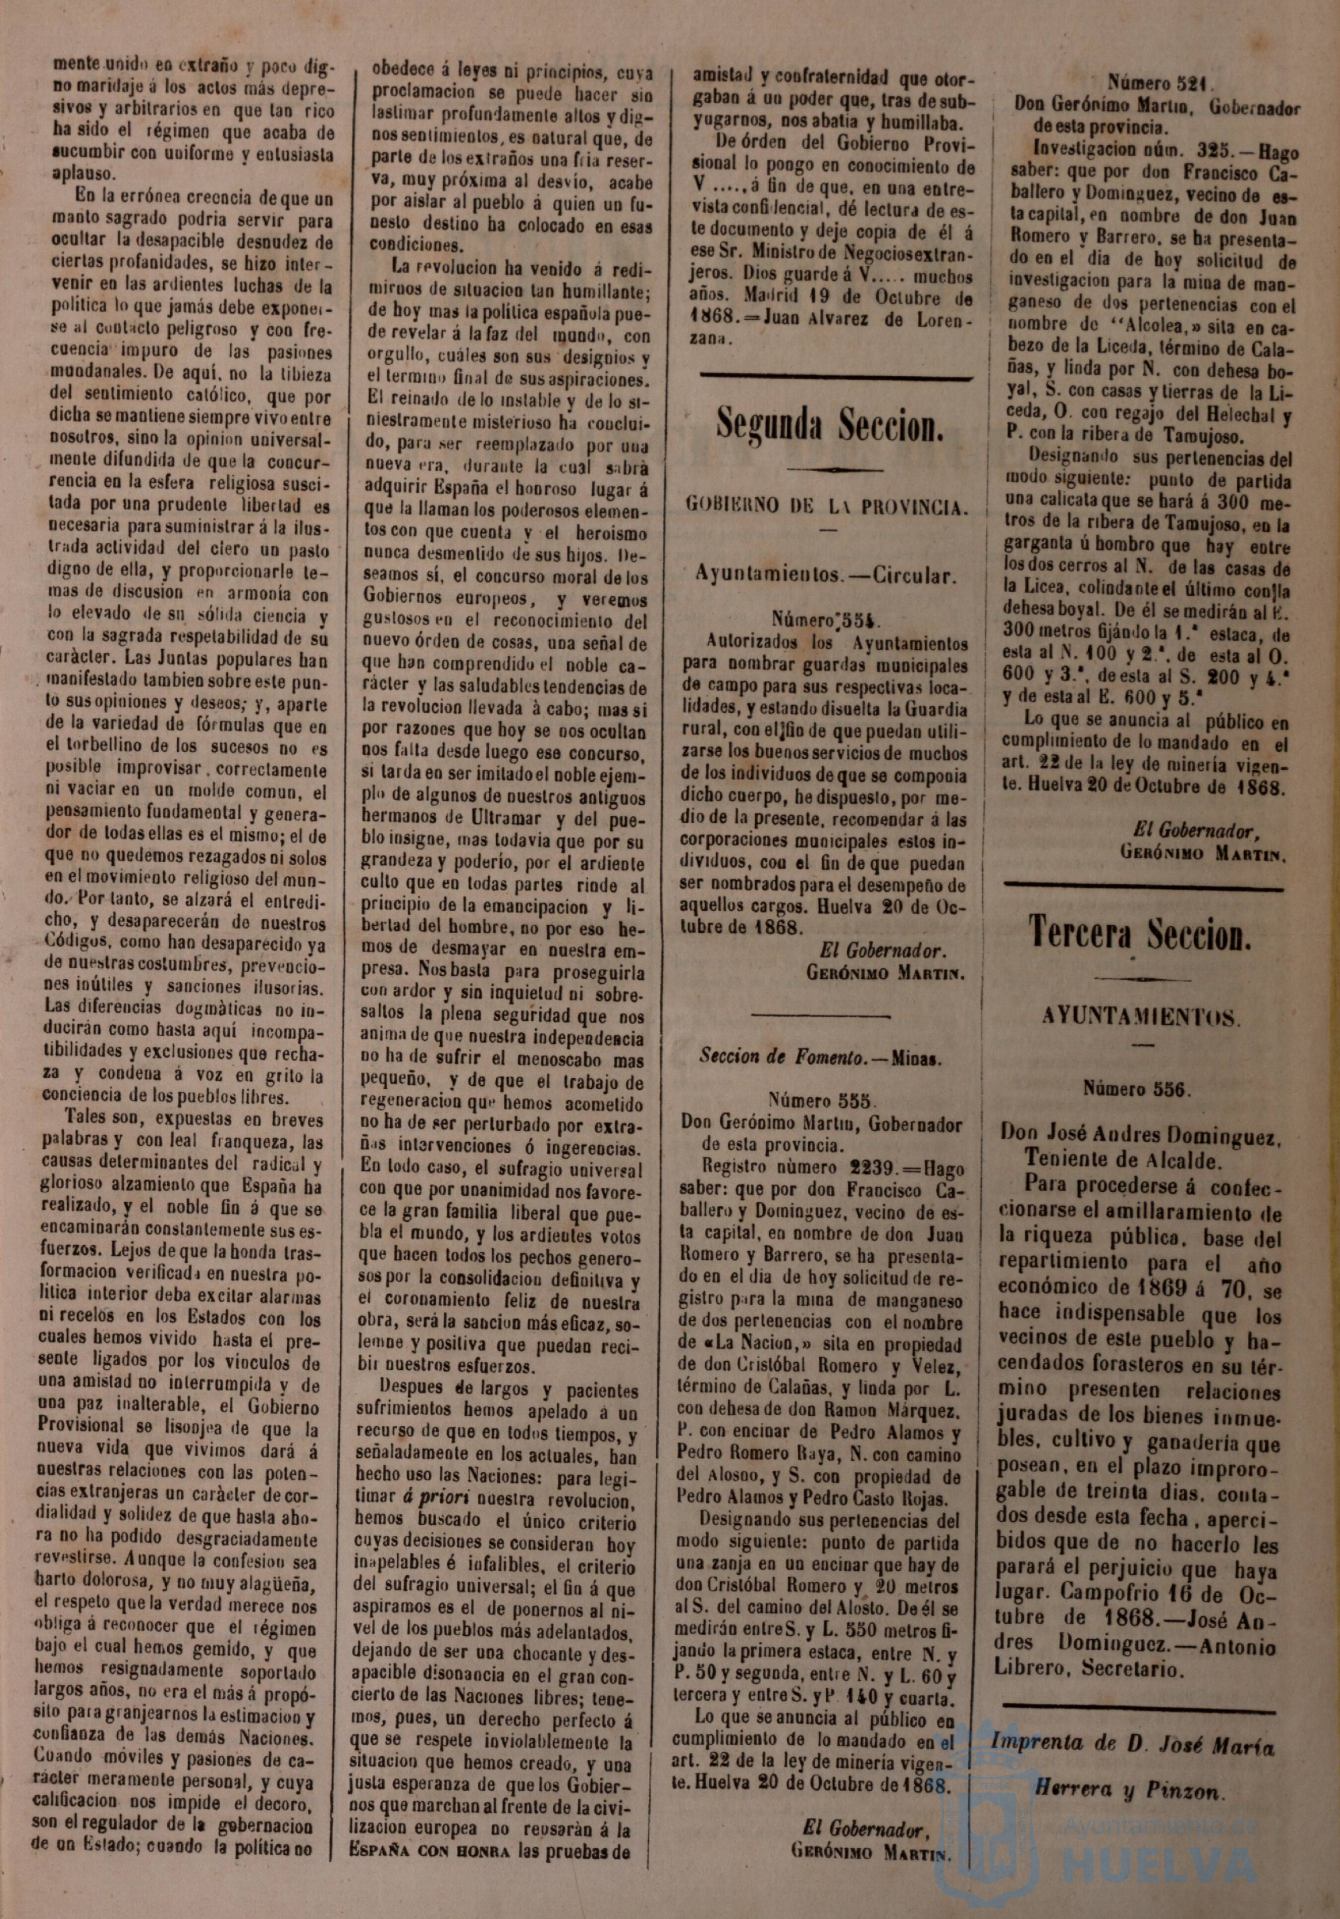 mente unido en extraño y poco dig-
no maridaje á los actos más depre-
sivos y arbitrarios en que tan rico
ha sido el régimen que acaba de
sucumbir con uniforme y entusiasta
aplauso.
En la errónea creencia de que un
manto sagrado podria servir para
ocultar la desapacible desnudez de
ciertas profanidades, se hizo inter-
venir en las ardientes luchas de la
política lo que jamás debe exponer-
se al contacto peligroso y con fre-
cuencia impuro de las pasiones
mundanales. De aquí, no la tibieza
del sentimiento católico, que por
dicha se mantiene siempre vivo entre
nosotros, sino la opinion universal-
mente difundida de que la concur-
rencia en la esfera religiosa susci-
tada por una prudente libertad es
necesaria para suministrar á la ilus-
trada actividad del clero un pasto
digno de ella, y proporcionarle te-
mas de discusion en armonía con
lo elevado de su sólida ciencia y
con la sagrada respetabilidad de su
carácter. Las Juntas populares han
manifestado tambien sobre este pun-
to sus opiniones y deseos; y, aparte
de la variedad de fórmulas que en
el torbellino de los sucesos no es
posible improvisar, correctamente
ni vaciar en un molde comun, el
pensamiento fundamental y genera-
dor de todas ellas es el mismo; el de
que no quedemos rezagados ni solos
en el movimiento religioso del mun-
do. Por tanto, se alzará el entredi-
cho, y desaparecerán de nuestros
Códigos, como han desaparecido ya
de nuestras costumbres, prevencio-
nes inútiles y sanciones ilusorias.
Las diferencias dogmàticas no in-
ducirán como hasta aquí incompa-
tibilidades y exclusiones que recha-
za y condena á voz en grito la
conciencia de los pueblos libres.
Tales son, expuestas en breves
palabras y con leal franqueza, las
causas determinantes del radical y
glorioso alzamiento que España ha
realizado, y el noble fin á que se
encaminarán constantemente sus es-
fuerzos. Lejos de que la honda tras-
formacion verificada en nuestra po-
lítica interior deba excitar alarmas
ni recelos en los Estados con los
cuales hemos vivido hasta el pre-
sente ligados por los vínculos de
una amistad no interrumpida y de
una paz inalterable, el Gobierno
Provisional se lisonjea de que la
nueva vida que vivimos dará á
nuestras relaciones con las poten-
cias extranjeras un caràcter de cor-
dialidad y solidez de que hasta aho-
ra no ha podido desgraciadamente
revestirse. Aunque la confesion sea
harto dolorosa, y no muy alagüeña,
el respeto que la verdad merece nos
obliga á reconocer que el régimen
bajo el cual hemos gemido, y que
hemos resignadamente soportado
largos años, no era el más á propó-
sito para granjearnos la estimacion y
confianza de las demás Naciones.
Cuando móviles y pasiones de ca-
rácter meramente personal, y cuya
calificacion nos impide el decoro,
son el regulador de la gobernacion
de un Estado; cuando la política no
obedece á leyes ni principios, cuya
proclamacion se puede hacer sin
lastimar profundamente altos y dig-
nos sentimientos, es natural que, de
parte de los extraños una fria reser-
va, muy próxima al desvío, acabe
por aislar al pueblo á quien un fu-
nesto destino ha colocado en esas
condiciones.
La revolucion ha venido á redi-
mirnos de situacion tan humillante;
de hoy mas la política española pue-
de revelar á la faz del mundo, con
orgullo, cuáles son sus designios y
el termino final de sus aspiraciones.
El reinado de lo instable y de lo si-
niestramente misterioso ha conclui-
do, para ser reemplazado por una
nueva era, durante la cual sabrà
adquirir España el honroso lugar á
que la llaman los poderosos elemen-
tos con que cuenta y el heroismo
nunca desmentido de sus hijos. De-
seamos sí, el concurso moral de los
Gobiernos europeos, y veremos
gustosos en el reconocimiento del
nuevo órden de cosas, una señal de
que han comprendido el noble ca-
rácter y las saludables tendencias de
la revolucion llevada à cabo; mas si
por razones que hoy se nos ocultan
nos falta desde luego ese concurso,
si tarda en ser imitado el noble ejem-
plo de algunos de nuestros antiguos
hermanos de Ultramar y del pue-
blo insigne, mas todavia que por su
grandeza y poderío, por el ardiente
culto que en todas partes rinde al
principio de la emancipacion y li-
bertad del hombre, no por eso he-
mos de desmayar en nuestra em-
presa. Nos basta para proseguirla
con ardor y sin inquietud ni sobre-
saltos la plena seguridad que nos
anima de que nuestra independencia
no ha de sufrir el menoscabo mas
pequeño, y de que el trabajo de
regeneracion que hemos acometido
no ha de ser perturbado por extra-
ñas intervenciones ó ingerencias.
En todo caso, el sufragio universal
con que por unanimidad nos favore-
ce la gran familia liberal que pue-
bla el mundo, y los ardientes votos
que hacen todos los pechos genero-
sos por la consolidacion definitiva y
el coronamiento feliz de nuestra
obra, será la sancion más eficaz, so-
lemne y positiva que puedan reci-
bir nuestros esfuerzos.
Despues de largos y pacientes
sufrimientos hemos apelado á un
recurso de que en todos tiempos, y
señaladamente en los actuales, han
hecho uso las Naciones: para legi-
timar á priori nuestra revolucion,
hemos buscado el único criterio
cuyas decisiones se consideran hoy
inapelables é infalibles, el criterio
del sufragio universal; el fin á que
aspiramos es el de ponernos al ni-
vel de los pueblos más adelantados,
dejando de ser una chocante y des-
apacible disonancia en el gran con-
cierto de las Naciones libres; tene-
mos, pues, un derecho perfecto á
que se respete inviolablemente la
situacion que hemos creado, y una
justa esperanza de que los Gobier-
nos que marchan al frente de la civi-
lizacion europea no reusaràn á la
ESPAÑA CON HONRA las pruebas de
amistad y confraternidad que otor-
gaban á un poder que, tras de sub-
yugarnos, nos abatia y humillaba.
De órden del Gobierno Provi-
sional lo pongo en conocimiento de
V ....., á fin de que, en una entre-
vista confidencial, dé lectura de es-
te documento y deje copia de él á
ese Sr. Ministro de Negocios extran-
jeros. Dios guarde á V..... muchos
años. Madrid 19 de Octubre de
1868.=Juan Alvarez de Loren-
zana.
Segunda Seccion.
GOBIERNO DE LA PROVINCIA.
Ayuntamientos.—Circular.
Número 554.
Autorizados los Ayuntamientos
para nombrar guardas municipales
de campo para sus respectivas loca-
lidades, y estando disuelta la Guardia
rural, con el fin de que puedan utili-
zarse los buenos servicios de muchos
de los individuos de que se componia
dicho cuerpo, he dispuesto, por me-
dio de la presente, recomendar á las
corporaciones municipales estos in-
dividuos, con el fin de que puedan
ser nombrados para el desempeño de
aquellos cargos. Huelva 20 de Oc-
tubre de 1868.
El Gobernador.
GERÓNIMO MARTIN.
Seccion de Fomento.—Minas.
Número 555.
Don Gerónimo Martin, Gobernador
de esta provincia.
Registro nùmero 2239.=Hago
saber: que por don Francisco Ca-
ballero y Dominguez, vecino de es-
ta capital, en nombre de don Juan
Romero y Barrero, se ha presenta-
do en el dia de hoy solicitud de re-
gistro para la mina de manganeso
de dos pertenencias con el nombre
de «La Nacion,» sita en propiedad
de don Cristóbal Romero y Velez,
término de Calañas, y linda por L.
con dehesa de don Ramon Márquez,
P. con encinar de Pedro Alamos y
Pedro Romero Raya, N. con camino
del Alosno, y S. con propiedad de
Pedro Alamos y Pedro Casto Rojas.
Designando sus pertenencias del
modo siguiente: punto de partida
una zanja en un encinar que hay de
don Cristóbal Romero y 20 metros
al S. del camino del Alosto. De él se
medirán entre S. y L. 550 metros fi-
jando la primera estaca, entre N. y
P. 50 y segunda, entre N. y L. 60 y
tercera y entre S. y P. 140 y cuarta.
Lo que se anuncia al público en
cumplimiento de lo mandado en el
art. 22 de la ley de minería vigen-
te. Huelva 20 de Octubre de 1868.
El Gobernador,
GERÓNIMO MARTIN.
Número 521.
Don Gerónimo Martin, Gobernador
de esta provincia.
Investigacion núm. 325.—Hago
saber: que por don Francisco Ca-
ballero y Dominguez, vecino de es-
ta capital, en nombre de don Juan
Romero y Barrero, se ha presenta-
do en el dia de hoy solicitud de
investigacion para la mina de man-
ganeso de dos pertenencias con el
nombre de “Alcolea,» sita en ca-
bezo de la Liceda, término de Cala-
ñas, y linda por N. con dehesa bo-
yal, S. con casas y tierras de la Li-
ceda, O. con regajo del Helechal y
P. con la ribera de Tamujoso.
Designando sus pertenencias del
modo siguiente: punto de partida
una calicata que se hará á 300 me-
tros de la ribera de Tamujoso, en la
garganta ú hombro que hay entre
los dos cerros al N. de las casas de
la Licea, colindante el último con la
dehesa boyal. De él se medirán al E.
300 metros fijándo la 1.ª estaca, de
esta al N. 100 y 2.ª, de esta al O.
600 y 3.ª, de esta al S. 200 y 4.ª
y de esta al E. 600 y 5.ª
Lo que se anuncia al público en
cumplimiento de lo mandado en el
art. 22 de la ley de minería vigen-
te. Huelva 20 de Octubre de 1868.
El Gobernador,
GERÓNIMO MARTIN.
Tercera Seccion.
AYUNTAMIENTOS.
Número 556.
Don José Andres Dominguez,
Teniente de Alcalde.
Para procederse á confec-
cionarse el amillaramiento de
la riqueza pública, base del
repartimiento para el año
económico de 1869 á 70, se
hace indispensable que los
vecinos de este pueblo y ha-
cendados forasteros en su tér-
mino presenten relaciones
juradas de los bienes inmue-
bles, cultivo y ganadería que
posean, en el plazo improro-
gable de treinta dias, conta-
dos desde esta fecha, aperci-
bidos que de no hacerlo les
parará el perjuicio que haya
lugar. Campofrio 16 de Oc-
tubre de 1868.—José An-
dres Dominguez.—Antonio
Librero, Secretario.
Imprenta de D. José María
Herrera y Pinzon.
Ayuntamiento de
HUELVA